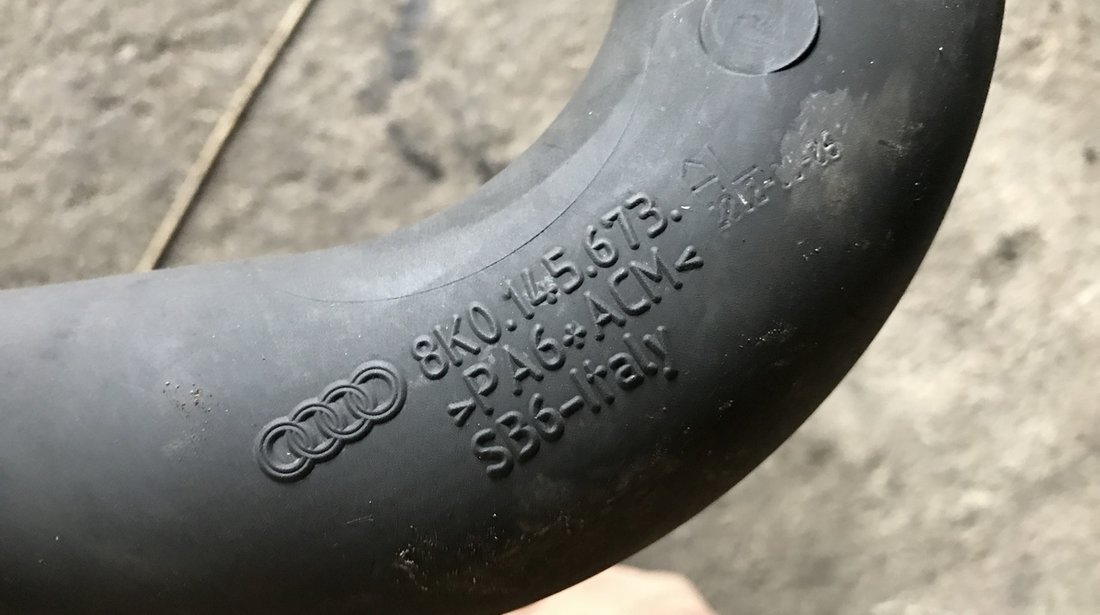 8K0.145.673.
>PA6*ACM<
SB6-Italy